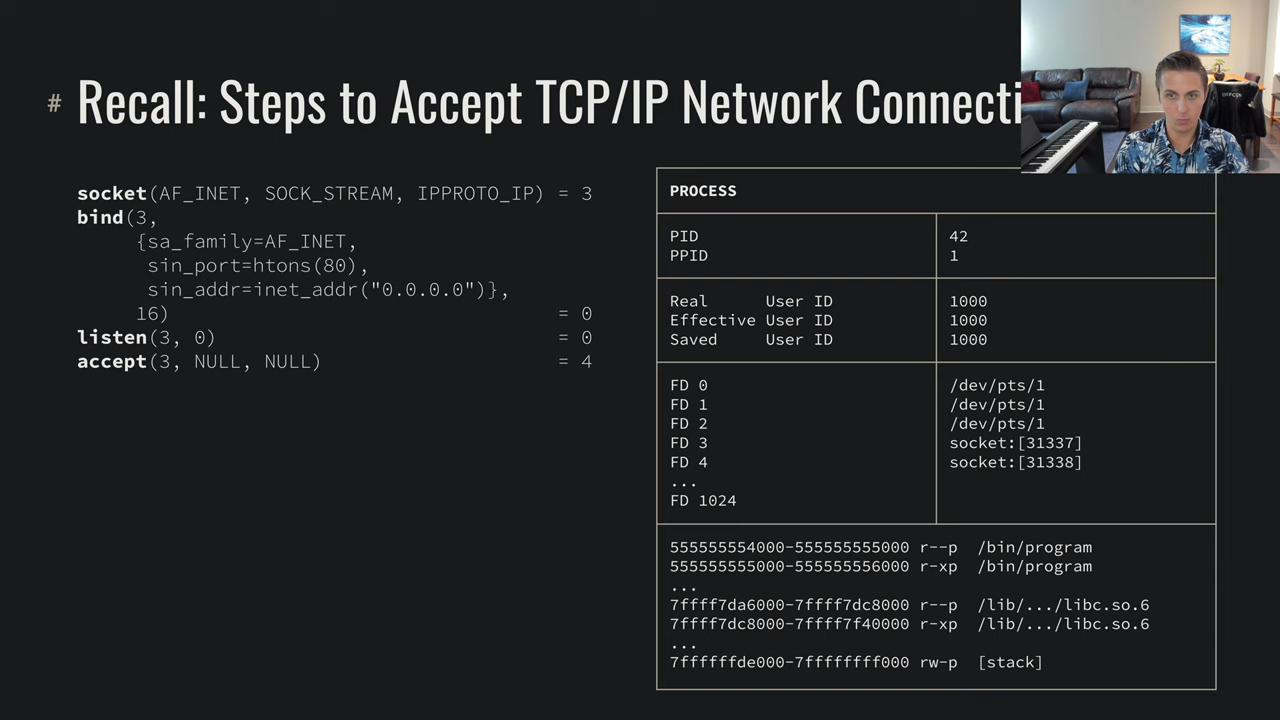 # Recall: Steps to Accept TCP/IP Network Connecti
socket(AF_INET, SOCK_STREAM, IPPROTO_IP) = 3
bind(3,
{sa_family=AF_INET,
sin_port=htons(80),
sin_addr=inet_addr("0.0.0.0")},
16) = 0
listen(3, 0) = 0
accept(3, NULL, NULL) = 4
PROCESS
PID 42
PPID 1
Real User ID 1000
Effective User ID 1000
Saved User ID 1000
FD 0 /dev/pts/1
FD 1 /dev/pts/1
FD 2 /dev/pts/1
FD 3 socket:[31337]
FD 4 socket:[31338]
...
FD 1024
555555554000-555555555000 r--p /bin/program
555555555000-555555556000 r-xp /bin/program
...
7ffff7da6000-7ffff7dc8000 r--p /lib/.../libc.so.6
7ffff7dc8000-7ffff7f40000 r-xp /lib/.../libc.so.6
...
7ffffffde000-7ffffffff000 rw-p [stack]